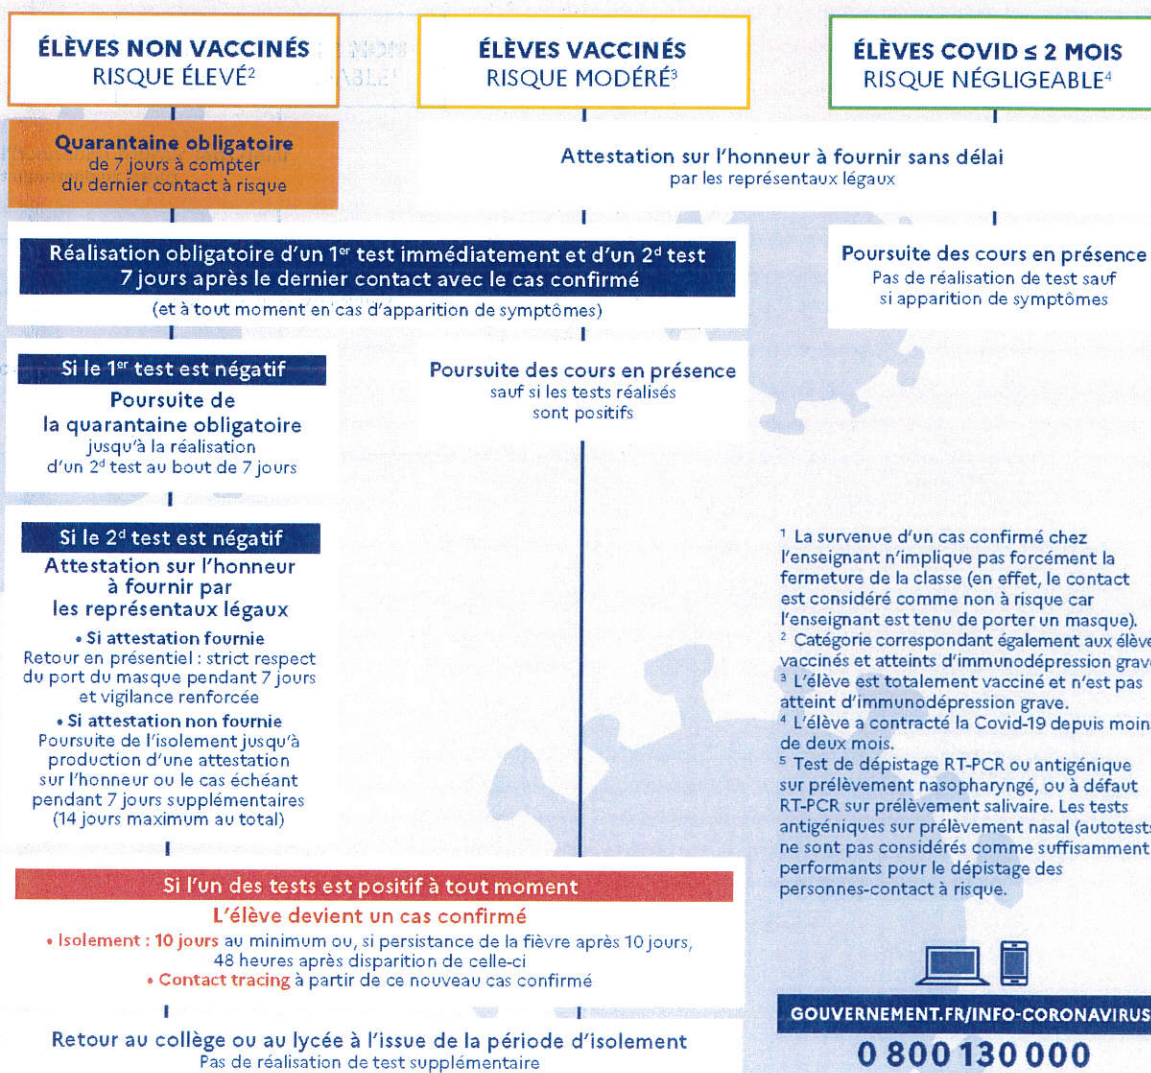 ÉLÈVES NON VACCINÉS
RISQUE ÉLEVÉ²
ÉLÈVES VACCINÉS
RISQUE MODÉRÉ³
ÉLÈVES COVID ≤ 2 MOIS
RISQUE NÉGLIGEABLE⁴
Quarantaine obligatoire
de 7 jours à compter
du dernier contact à risque
Attestation sur l'honneur à fournir sans délai
par les représentaux légaux
Réalisation obligatoire d'un 1er test immédiatement et d'un 2d test
7 jours après le dernier contact avec le cas confirmé
(et à tout moment en cas d'apparition de symptômes)
Poursuite des cours en présence
Pas de réalisation de test sauf
si apparition de symptômes
Si le 1er test est négatif
Poursuite de
la quarantaine obligatoire
jusqu'à la réalisation
d'un 2d test au bout de 7 jours
Poursuite des cours en présence
sauf si les tests réalisés
sont positifs
Si le 2d test est négatif
Attestation sur l'honneur
à fournir par
les représentaux légaux
• Si attestation fournie
Retour en présentiel : strict respect
du port du masque pendant 7 jours
et vigilance renforcée
• Si attestation non fournie
Poursuite de l'isolement jusqu'à
production d'une attestation
sur l'honneur ou le cas échéant
pendant 7 jours supplémentaires
(14 jours maximum au total)
Si l'un des tests est positif à tout moment
L'élève devient un cas confirmé
• Isolement : 10 jours au minimum ou, si persistance de la fièvre après 10 jours,
48 heures après disparition de celle-ci
• Contact tracing à partir de ce nouveau cas confirmé
Retour au collège ou au lycée à l'issue de la période d'isolement
Pas de réalisation de test supplémentaire
¹ La survenue d'un cas confirmé chez
l'enseignant n'implique pas forcément la
fermeture de la classe (en effet, le contact
est considéré comme non à risque car
l'enseignant est tenu de porter un masque).
² Catégorie correspondant également aux élève
vaccinés et atteints d'immunodépression grave
³ L'élève est totalement vacciné et n'est pas
atteint d'immunodépression grave.
⁴ L'élève a contracté la Covid-19 depuis moin
de deux mois.
⁵ Test de dépistage RT-PCR ou antigénique
sur prélèvement nasopharyngé, ou à défaut
RT-PCR sur prélèvement salivaire. Les tests
antigéniques sur prélèvement nasal (autotests
ne sont pas considérés comme suffisamment
performants pour le dépistage des
personnes-contact à risque.
GOUVERNEMENT.FR/INFO-CORONAVIRUS
0 800 130 000